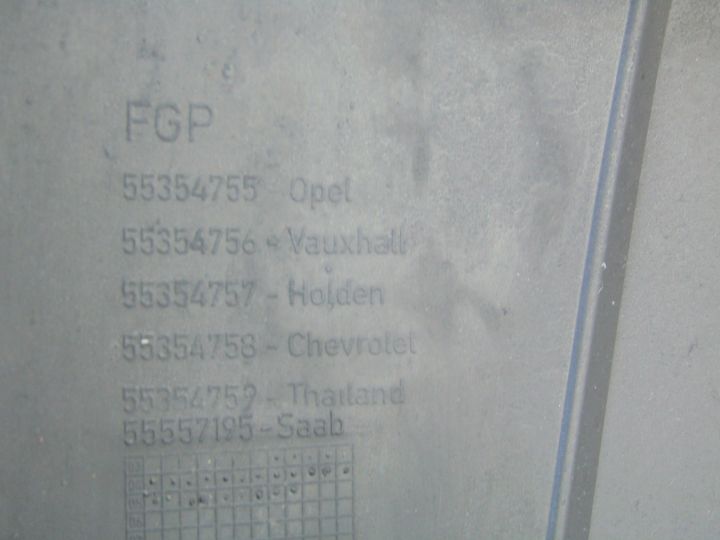 FGP
55354755 - Opel
55354756 - Vauxhall
55354757 - Holden
55354758 - Chevrolet
55354759 - Thailand
55557195 - Saab